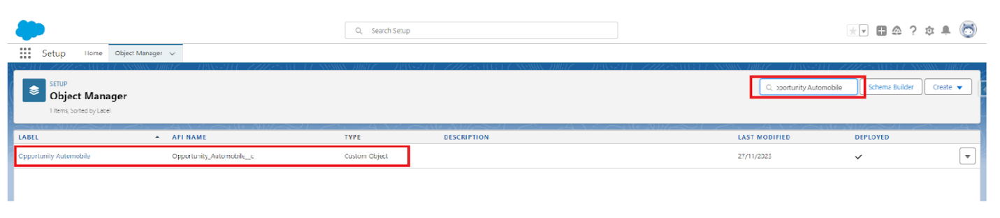 Search Setup
Setup Home Object Manager
SETUP
Object Manager
1 Items, Sorted by Label
pportunity Automobile
Schema Builder
Create
LABEL API NAME TYPE DESCRIPTION LAST MODIFIED DEPLOYED
Opportunity Automobile Opportunity_Automobile__c Custom Object 27/11/2023